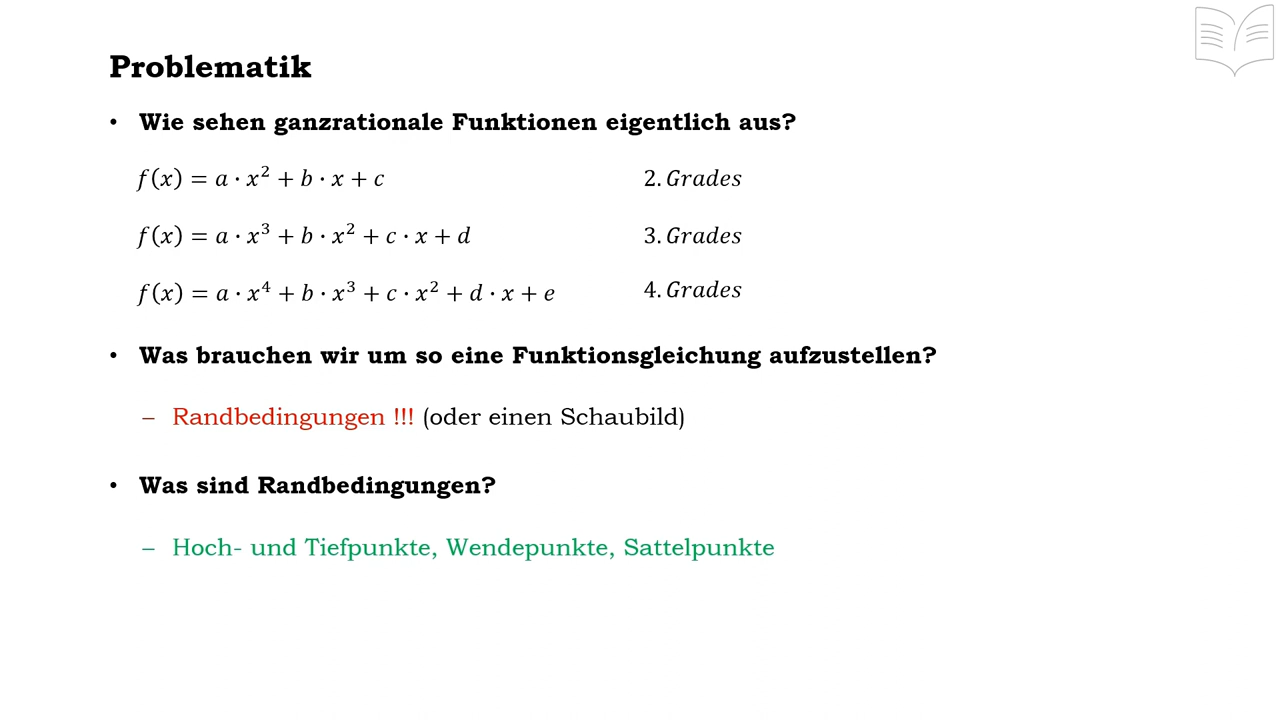 Problematik
• Wie sehen ganzrationale Funktionen eigentlich aus?
f(x) = a · x² + b · x + c 2. Grades
f(x) = a · x³ + b · x² + c · x + d 3. Grades
f(x) = a · x⁴ + b · x³ + c · x² + d · x + e 4. Grades
• Was brauchen wir um so eine Funktionsgleichung aufzustellen?
– Randbedingungen !!! (oder einen Schaubild)
• Was sind Randbedingungen?
– Hoch- und Tiefpunkte, Wendepunkte, Sattelpunkte